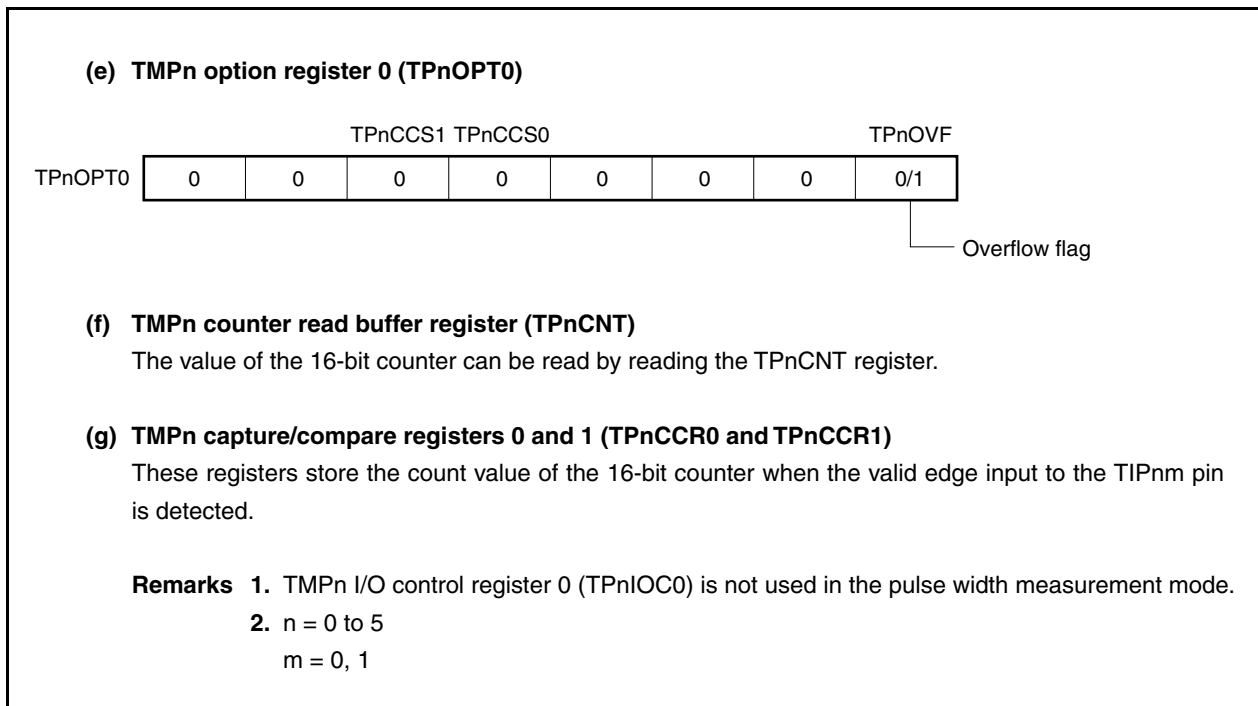 (e) TMPn option register 0 (TPnOPT0)
TPnCCS1 TPnCCS0 TPnOVF
TPnOPT0 0 0 0 0 0 0 0 0/1
Overflow flag
(f) TMPn counter read buffer register (TPnCNT)
The value of the 16-bit counter can be read by reading the TPnCNT register.
(g) TMPn capture/compare registers 0 and 1 (TPnCCR0 and TPnCCR1)
These registers store the count value of the 16-bit counter when the valid edge input to the TIPnm pin
is detected.
Remarks 1. TMPn I/O control register 0 (TPnIOC0) is not used in the pulse width measurement mode.
2. n = 0 to 5
m = 0, 1